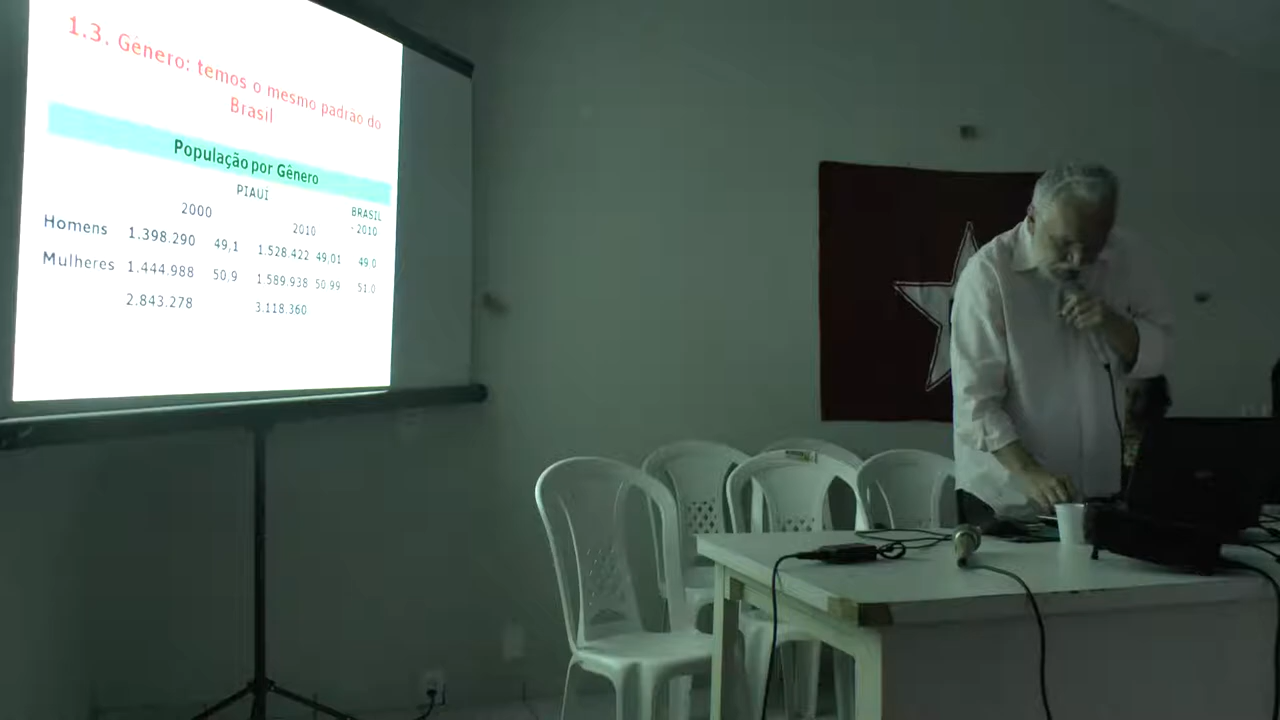 1.3. Gênero: temos o mesmo padrão do
Brasil
População por Gênero
PIAUÍ
2000 2010 BRASIL - 2010
Homens 1.398.290 49,1 1.528.422 49,01 49.0
Mulheres 1.444.988 50,9 1.589.938 50.99 51.0
2.843.278 3.118.360